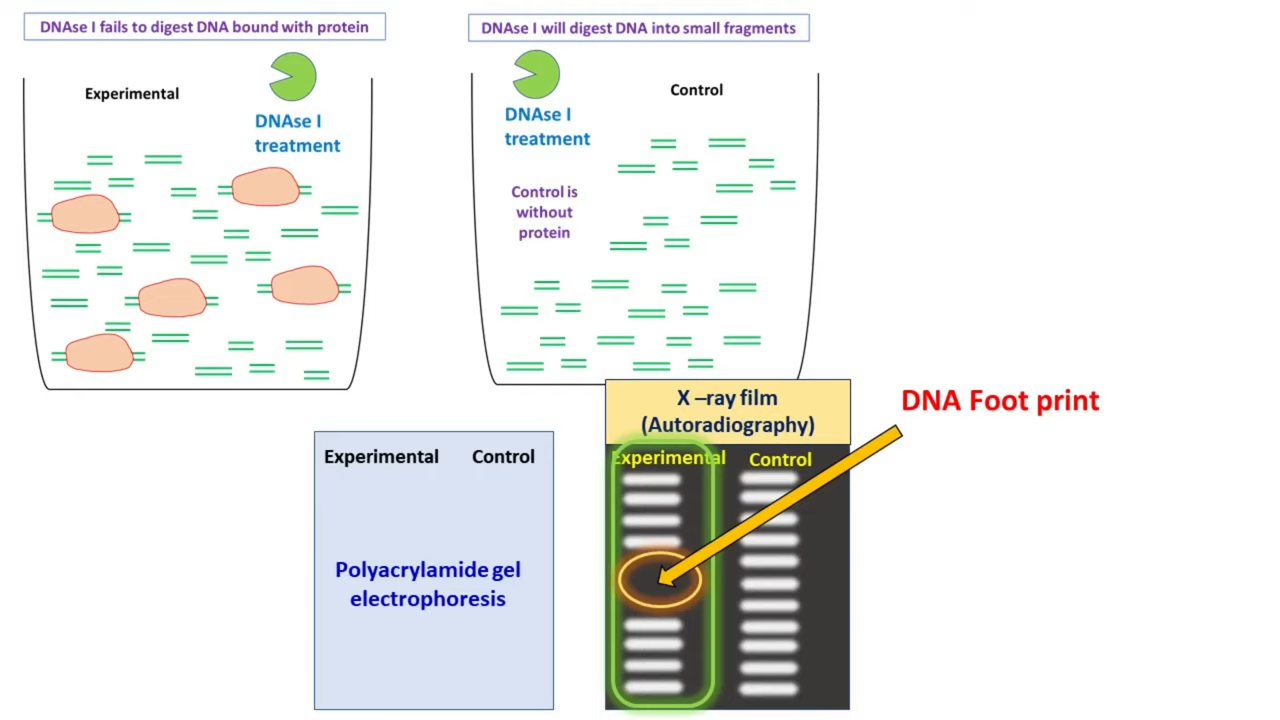 DNAse I fails to digest DNA bound with protein
Experimental
DNAse I
treatment
DNAse I will digest DNA into small fragments
Control
DNAse I
treatment
Control is
without
protein
Experimental Control
Polyacrylamide gel
electrophoresis
X –ray film
(Autoradiography)
Experimental Control
DNA Foot print